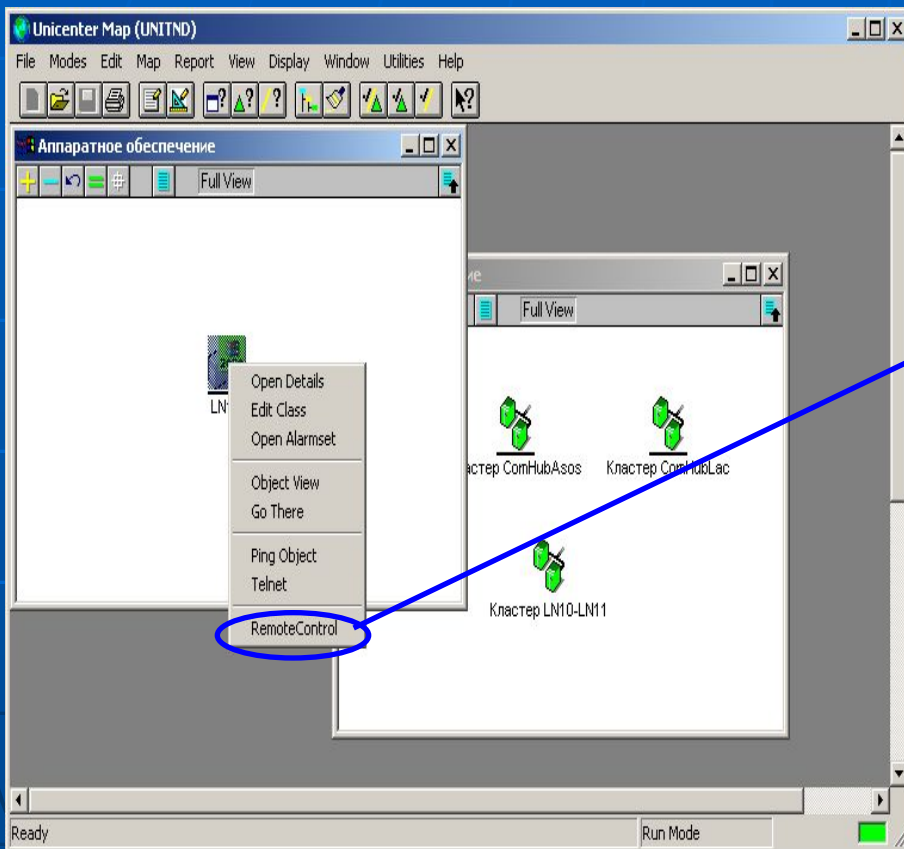 Unicenter Map (UNITND)
File Modes Edit Map Report View Display Window Utilities Help
Аппаратное обеспечение
Full View
Full View
Open Details
Edit Class
Open Alarmset
Object View
Go There
Ping Object
Telnet
RemoteControl
ComHubAsos
Кластер ComHubLac
Кластер LN10-LN11
Ready
Run Mode